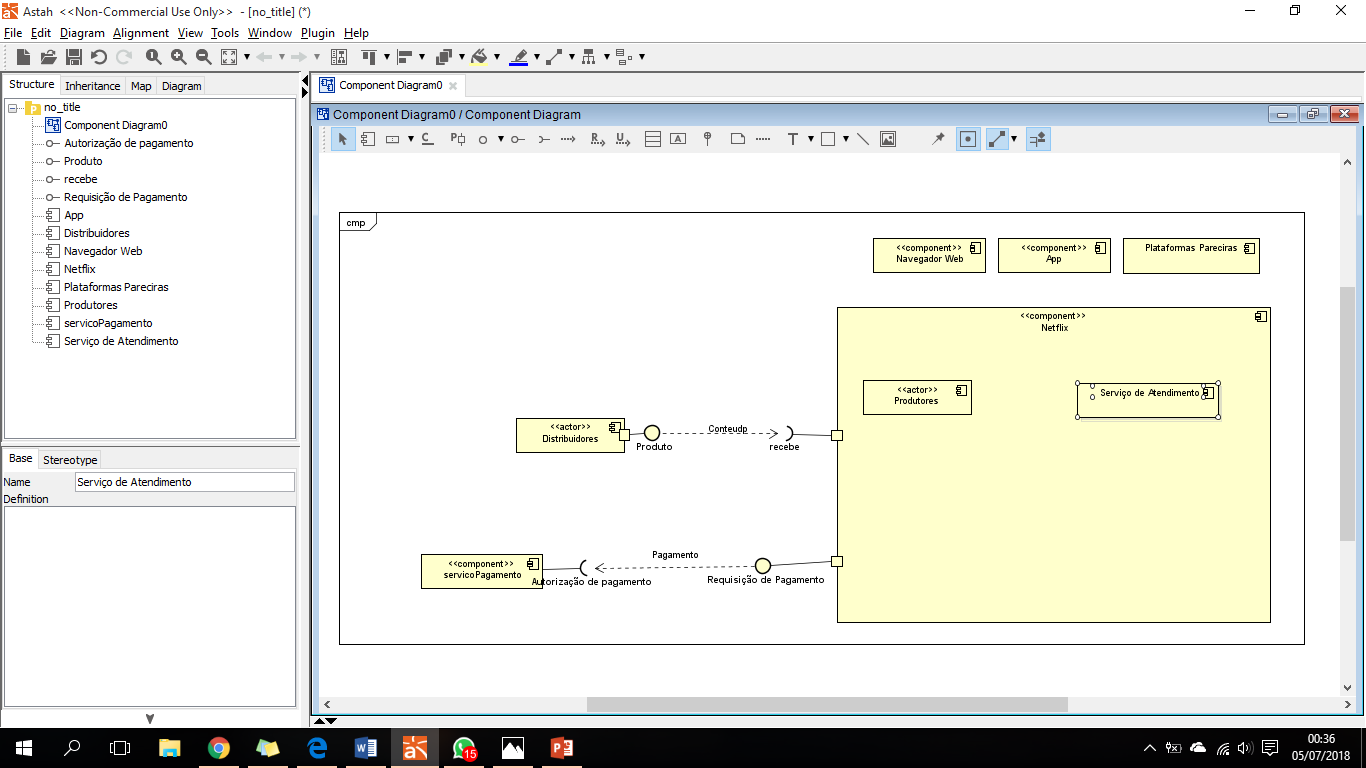 Astah <<Non-Commercial Use Only>> - [no_title] (*)
File Edit Diagram Alignment View Tools Window Plugin Help
Structure Inheritance Map Diagram
no_title
Component Diagram0
Autorização de pagamento
Produto
recebe
Requisição de Pagamento
App
Distribuidores
Navegador Web
Netflix
Plataformas Pareciras
Produtores
servicoPagamento
Serviço de Atendimento
Base Stereotype
Name Serviço de Atendimento
Definition
Component Diagram0
Component Diagram0 / Component Diagram
cmp
<<component>>
Navegador Web
<<component>>
App
Plataformas Pareciras
<<component>>
Netflix
<<actor>>
Produtores
Serviço de Atendimento
<<actor>>
Distribuidores
Produto
Conteudp
recebe
<<component>>
servicoPagamento
Autorização de pagamento
Pagamento
Requisição de Pagamento
15
00:36
05/07/2018